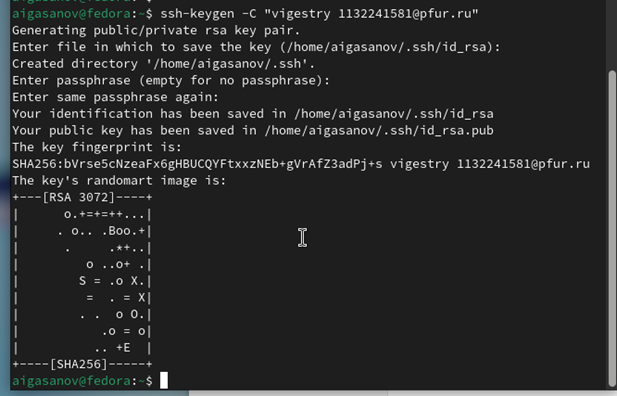 aigasanov@fedora:~$ ssh-keygen -C "vigestry 1132241581@pfur.ru"
Generating public/private rsa key pair.
Enter file in which to save the key (/home/aigasanov/.ssh/id_rsa):
Created directory '/home/aigasanov/.ssh'.
Enter passphrase (empty for no passphrase):
Enter same passphrase again:
Your identification has been saved in /home/aigasanov/.ssh/id_rsa
Your public key has been saved in /home/aigasanov/.ssh/id_rsa.pub
The key fingerprint is:
SHA256:bVrse5cNzeaFx6gHBUCQYFtxxzNEb+gVrAfZ3adPj+s vigestry 1132241581@pfur.ru
The key's randomart image is:
+---[RSA 3072]----+
|      o.+=+=++...|
|     . o.. .Boo.+|
|      .     .*+..|
|         o ..o+ .|
|        S = .o X.|
|         =  . = X|
|        . .  o O.|
|           .o = o|
|          .. +E  |
+----[SHA256]-----+
aigasanov@fedora:~$